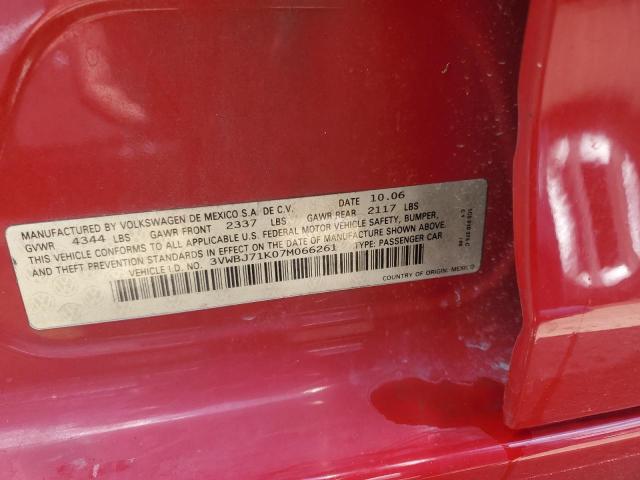 MANUFACTURED BY VOLKSWAGEN DE MEXICO S.A. DE C.V. DATE 10.06
GVWR 4344 LBS GAWR FRONT 2337 LBS GAWR REAR 2117 LBS
THIS VEHICLE CONFORMS TO ALL APPLICABLE U.S. FEDERAL MOTOR VEHICLE SAFETY, BUMPER,
AND THEFT PREVENTION STANDARDS IN EFFECT ON THE DATE OF MANUFACTURE SHOWN ABOVE.
VEHICLE I.D. NO. 3VWBJ71K07M066261 TYPE: PASSENGER CAR
COUNTRY OF ORIGIN: MEXICO